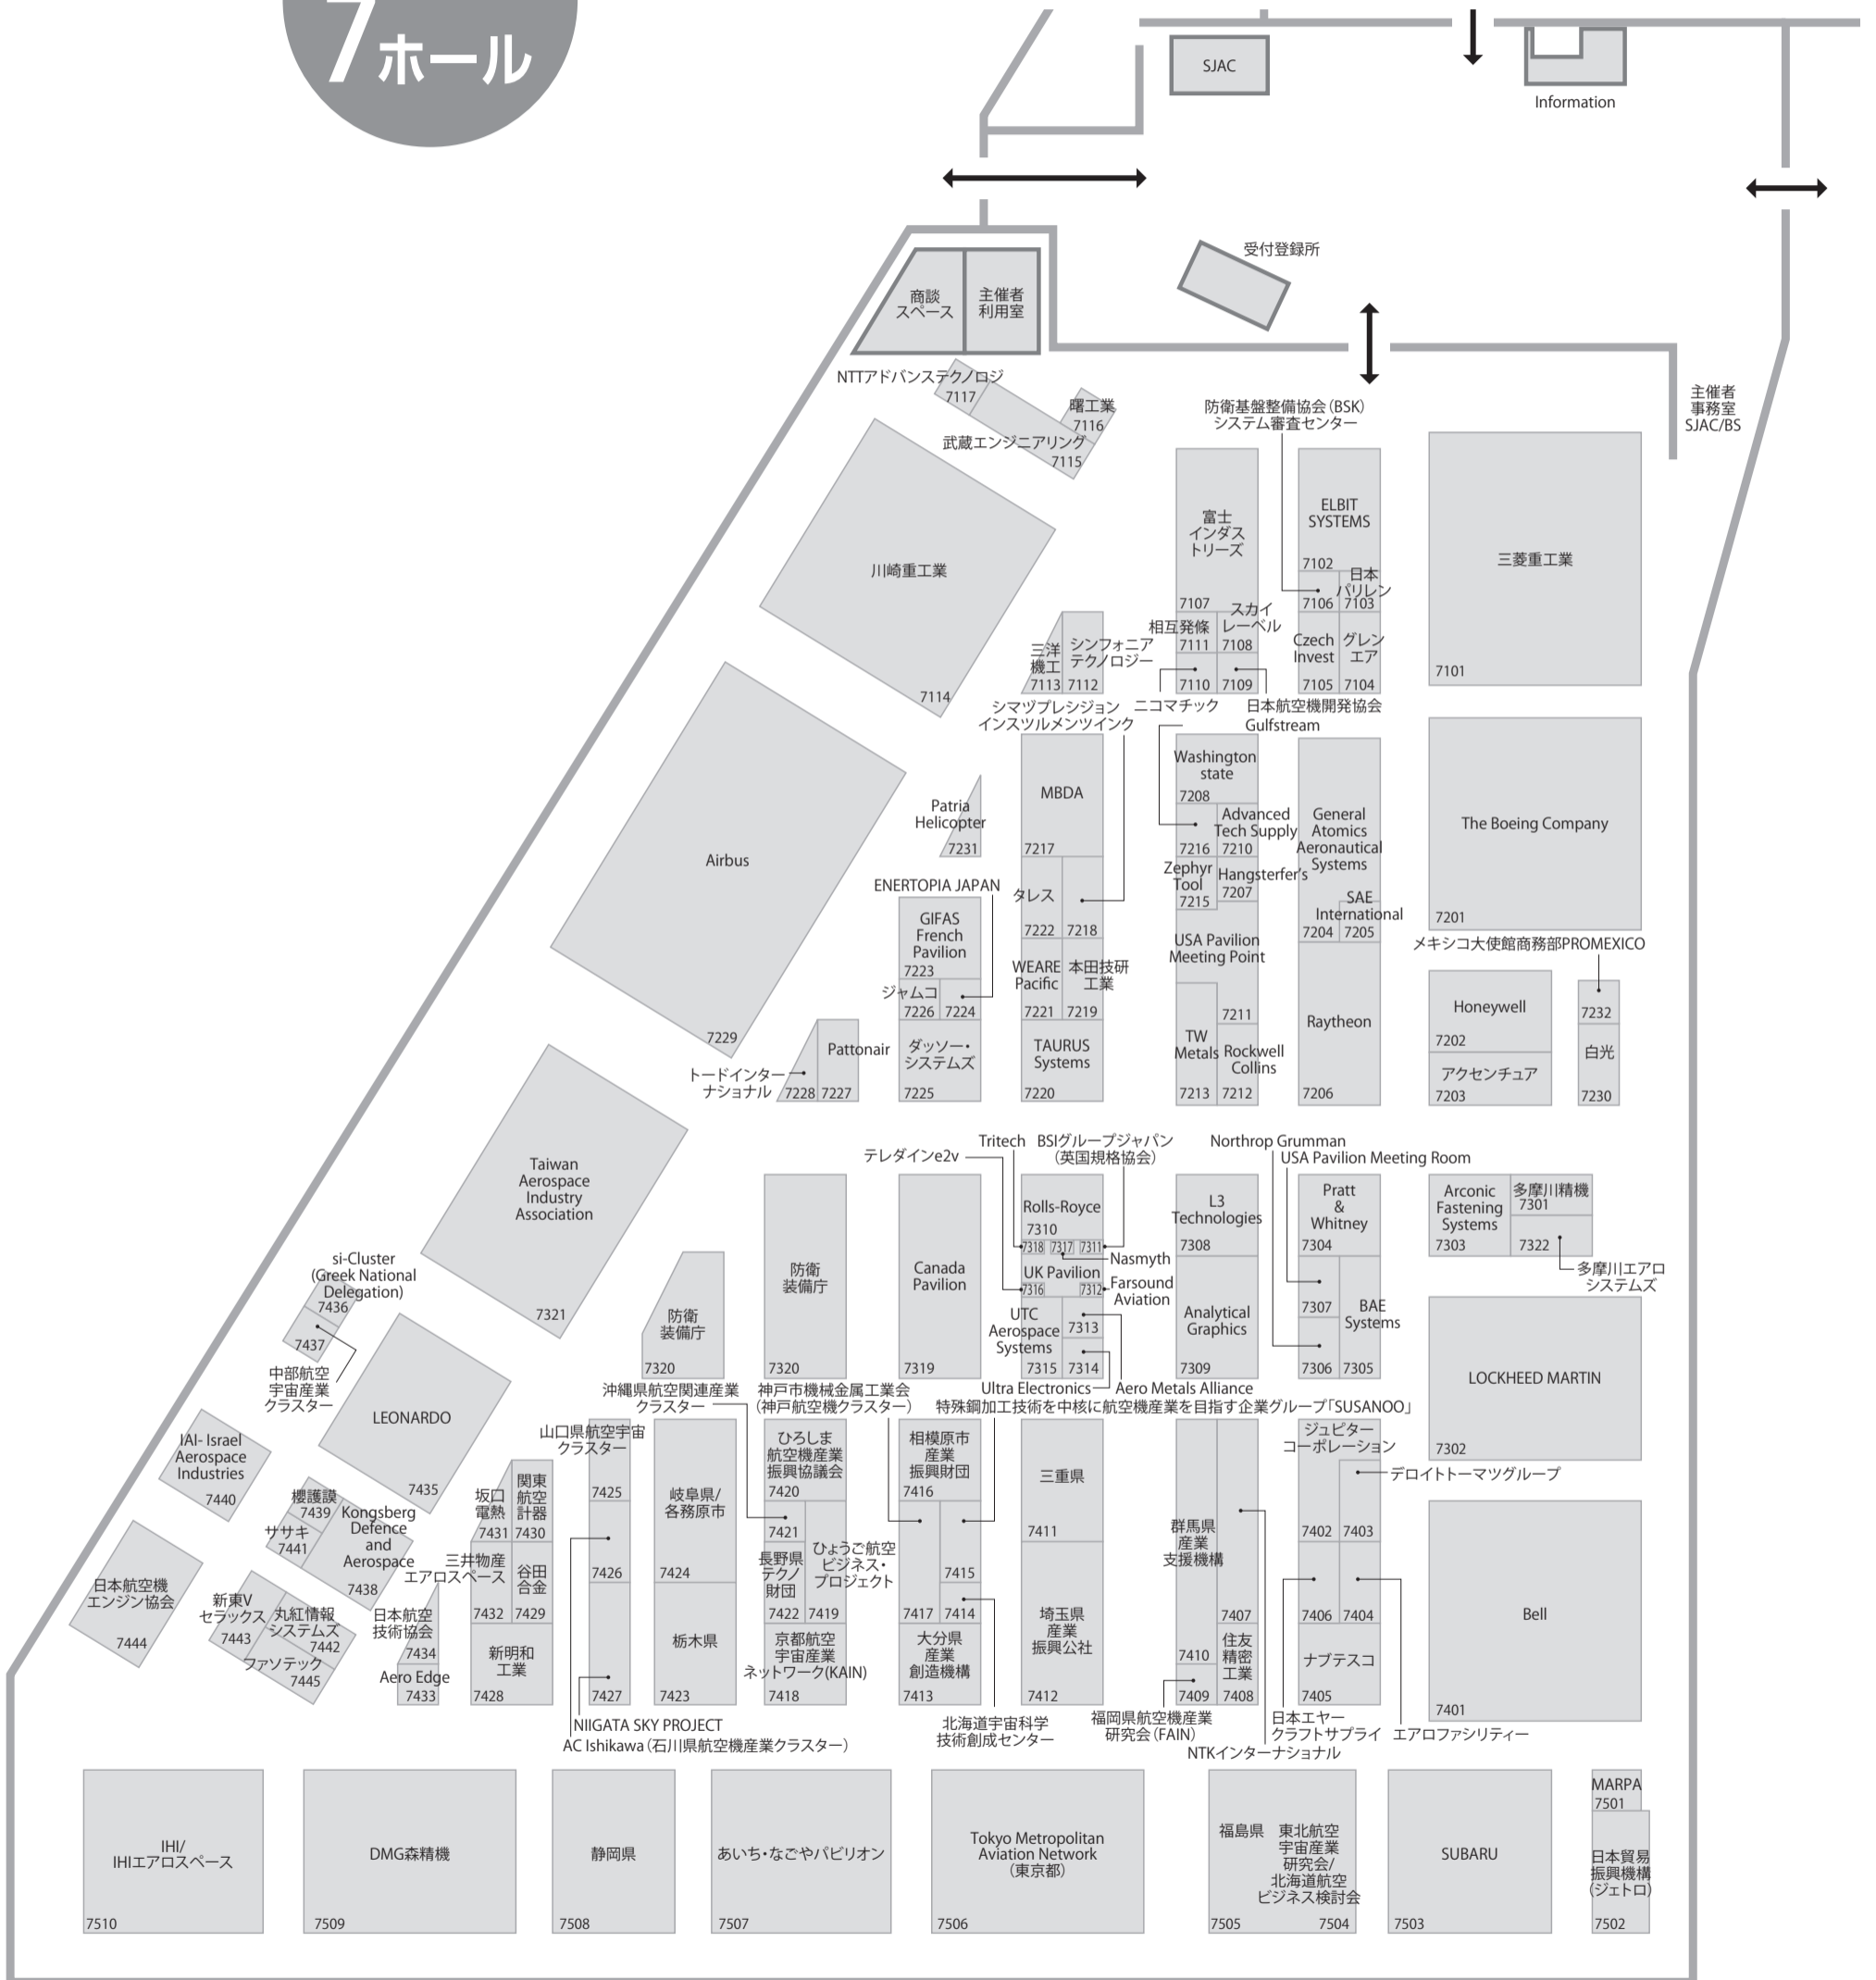 7ホール
SJAC
Information
受付登録所
商談
スペース
主催者
利用室
NTTアドバンステクノロジ
7117
曙工業
7116
武蔵エンジニアリング
7115
主催者
事務室
SJAC/BS
防衛基盤整備協会(BSK)
システム審査センター
富士
インダス
トリーズ
7107
ELBIT
SYSTEMS
7102
日本
パリレン
7106
7103
三菱重工業
7101
川崎重工業
7114
三洋
機工
7113
シンフォニア
テクノロジー
7112
相互発條
7111
スカイ
レーベル
7108
7110
7109
Czech
Invest
7105
グレン
エア
7104
シマヅプレシジョン
インスツルメンツインク
ニコマチック
日本航空機開発協会
Gulfstream
MBDA
7217
Washington
state
7208
Advanced
Tech Supply
7216
7210
Zephyr
Tool
7215
Hangsterfer's
7207
General
Atomics
Aeronautical
Systems
7204
SAE
International
7205
The Boeing Company
7201
Airbus
7229
Patria
Helicopter
7231
ENERTOPIA JAPAN
タレス
7222
7218
GIFAS
French
Pavilion
7223
ジャムコ
7226
7224
WEARE
Pacific
7221
本田技研
工業
7219
USA Pavilion
Meeting Point
7211
メキシコ大使館商務部PROMEXICO
Honeywell
7202
7232
Raytheon
7206
トードインター
ナショナル
7228
Pattonair
7227
ダッソー・
システムズ
7225
TAURUS
Systems
7220
TW
Metals
7213
Rockwell
Collins
7212
アクセンチュア
7203
白光
7230
Taiwan
Aerospace
Industry
Association
7321
テレダインe2v
Tritech
BSIグループジャパン
(英国規格協会)
Northrop Grumman
USA Pavilion Meeting Room
Rolls-Royce
7310
7318
7317
7311
Nasmyth
UK Pavilion
7316
7312
Farsound
Aviation
L3
Technologies
7308
Pratt
&
Whitney
7304
Arconic
Fastening
Systems
7303
多摩川精機
7301
7322
多摩川エアロ
システムズ
防衛
装備庁
7320
防衛
装備庁
7320
Canada
Pavilion
7319
UTC
Aerospace
Systems
7315
7313
7314
Analytical
Graphics
7309
7307
7306
BAE
Systems
7305
LOCKHEED MARTIN
7302
Ultra Electronics
Aero Metals Alliance
si-Cluster
(Greek National
Delegation)
7436
7437
中部航空
宇宙産業
クラスター
LEONARDO
7435
沖縄県航空関連産業
クラスター
神戸市機械金属工業会
(神戸航空機クラスター)
特殊鋼加工技術を中核に航空機産業を目指す企業グループ「SUSANOO」
IAI- Israel
Aerospace
Industries
7440
櫻護謨
7439
ササキ
7441
Kongsberg
Defence
and
Aerospace
7438
坂口
電熱
7431
関東
航空
計器
7430
山口県航空宇宙
クラスター
7425
7426
7427
岐阜県/
各務原市
7424
ひろしま
航空機産業
振興協議会
7420
7421
相模原市
産業
振興財団
7416
7415
三重県
7411
群馬県
産業
支援機構
7410
7407
ジュピター
コーポレーション
7402
デロイトトーマツグループ
7403
日本航空機
エンジン協会
7444
新東V
セラックス
7443
丸紅情報
システムズ
7442
ファソテック
7445
日本航空
技術協会
7434
Aero Edge
7433
三井物産
エアロスペース
7432
谷田
合金
7429
新明和
工業
7428
栃木県
7423
長野県
テクノ
財団
7422
ひょうご航空
ビジネス・
プロジェクト
7419
京都航空
宇宙産業
ネットワーク(KAIN)
7418
7417
7414
大分県
産業
創造機構
7413
埼玉県
産業
振興公社
7412
7409
住友
精密
工業
7408
7406
7404
ナブテスコ
7405
Bell
7401
NIIGATA SKY PROJECT
AC Ishikawa(石川県航空機産業クラスター)
北海道宇宙科学
技術創成センター
福岡県航空機産業
研究会(FAIN)
NTKインターナショナル
日本エヤー
クラフトサプライ
エアロファシリティー
IHI/
IHIエアロスペース
7510
DMG森精機
7509
静岡県
7508
あいち・なごやパビリオン
7507
Tokyo Metropolitan
Aviation Network
(東京都)
7506
福島県
7505
東北航空
宇宙産業
研究会/
北海道航空
ビジネス検討会
7504
SUBARU
7503
MARPA
7501
日本貿易
振興機構
(ジェトロ)
7502